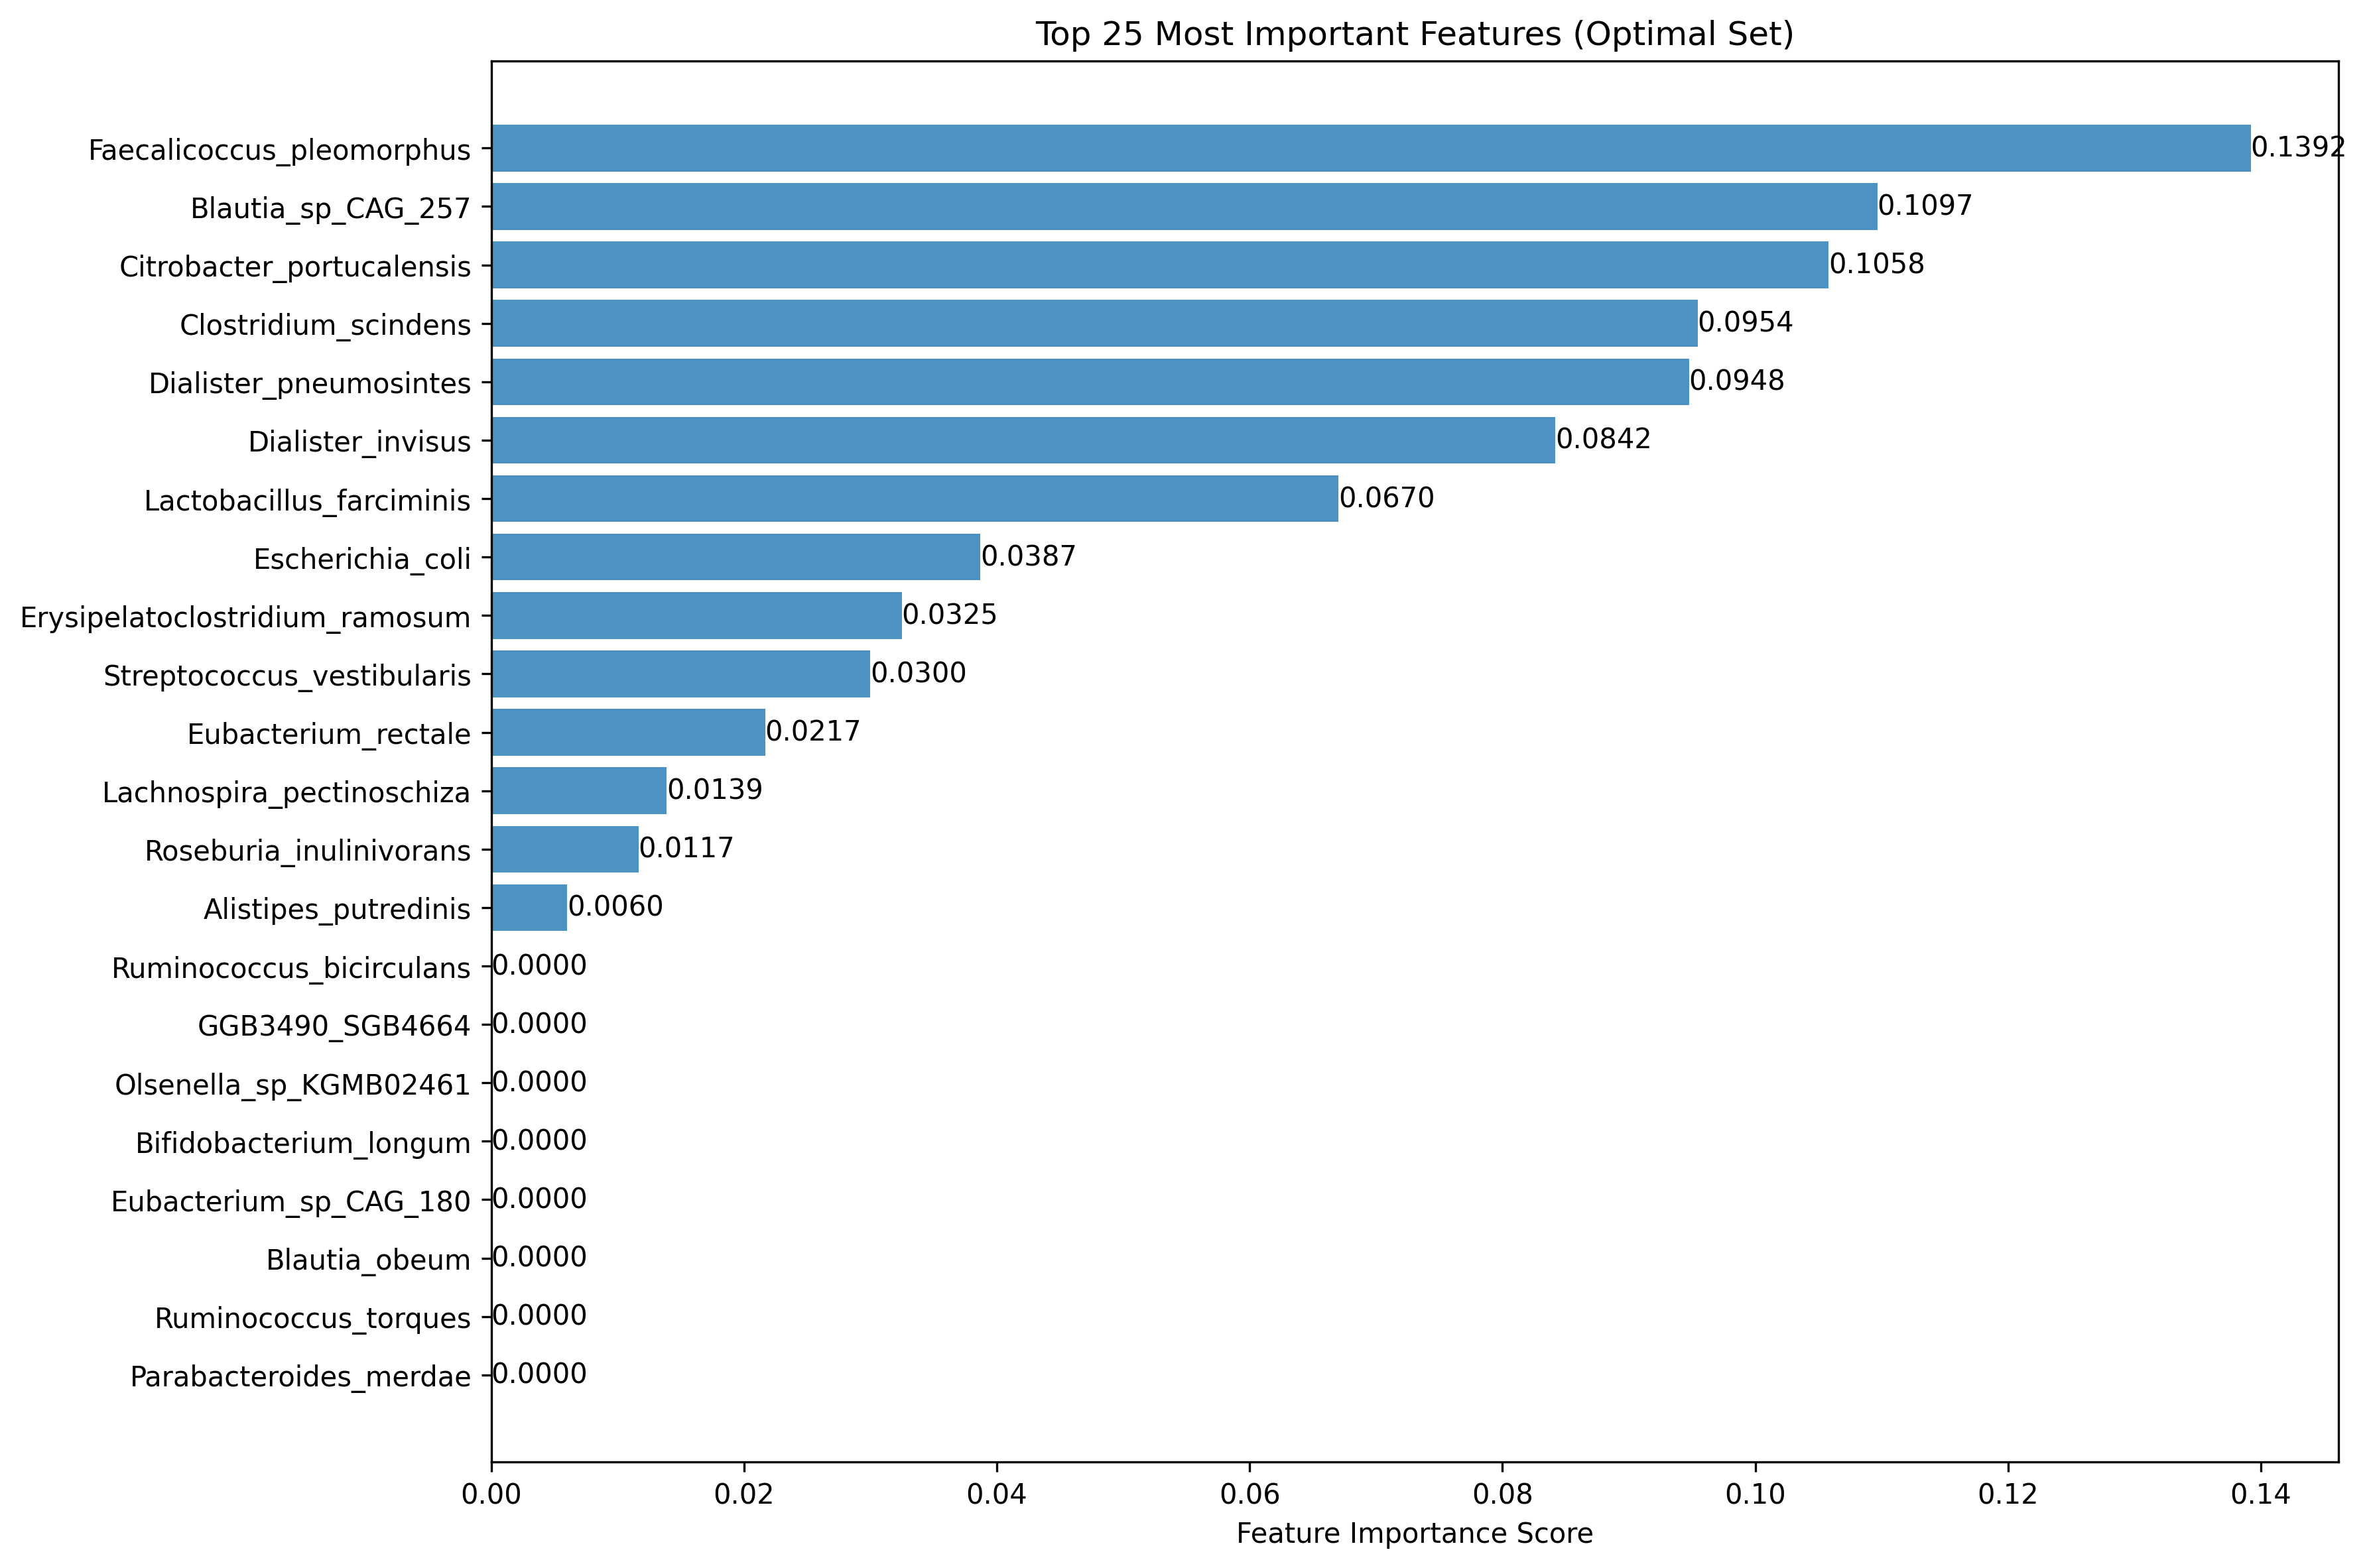 Top 25 Most Important Features (Optimal Set)
Faecalicoccus_pleomorphus 0.1392
Blautia_sp_CAG_257 0.1097
Citrobacter_portucalensis 0.1058
Clostridium_scindens 0.0954
Dialister_pneumosintes 0.0948
Dialister_invisus 0.0842
Lactobacillus_farciminis 0.0670
Escherichia_coli 0.0387
Erysipelatoclostridium_ramosum 0.0325
Streptococcus_vestibularis 0.0300
Eubacterium_rectale 0.0217
Lachnospira_pectinoschiza 0.0139
Roseburia_inulinivorans 0.0117
Alistipes_putredinis 0.0060
Ruminococcus_bicirculans 0.0000
GGB3490_SGB4664 0.0000
Olsenella_sp_KGMB02461 0.0000
Bifidobacterium_longum 0.0000
Eubacterium_sp_CAG_180 0.0000
Blautia_obeum 0.0000
Ruminococcus_torques 0.0000
Parabacteroides_merdae 0.0000
0.00 0.02 0.04 0.06 0.08 0.10 0.12 0.14
Feature Importance Score